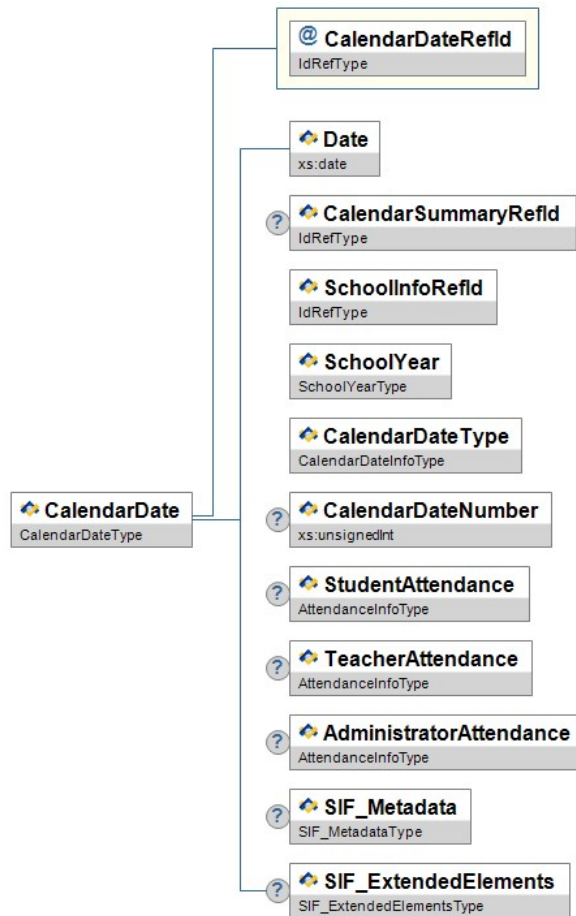 @ CalendarDateRefId
IdRefType
Date
xs:date
? CalendarSummaryRefId
IdRefType
SchoolInfoRefId
IdRefType
SchoolYear
SchoolYearType
CalendarDateType
CalendarDateInfoType
CalendarDate
CalendarDateType
? CalendarDateNumber
xs:unsignedInt
? StudentAttendance
AttendanceInfoType
? TeacherAttendance
AttendanceInfoType
? AdministratorAttendance
AttendanceInfoType
? SIF_Metadata
SIF_MetadataType
? SIF_ExtendedElements
SIF_ExtendedElementsType